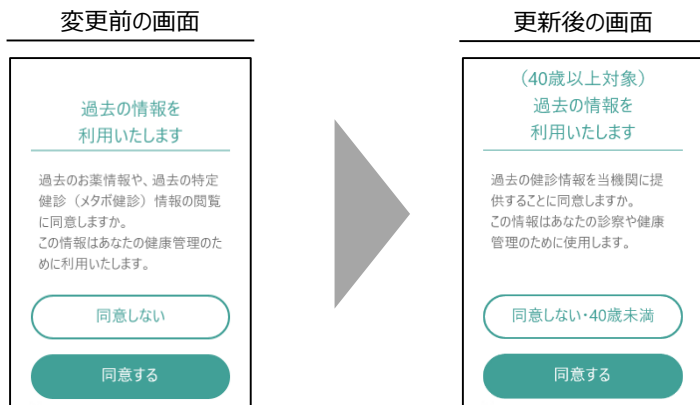 変更前の画面
過去の情報を
利用いたします
過去のお薬情報や、過去の特定
健診（メタボ健診）情報の閲覧
に同意しますか。
この情報はあなたの健康管理のた
めに利用いたします。
同意しない
同意する
更新後の画面
（40歳以上対象）
過去の情報を
利用いたします
過去の健診情報を当機関に提
供することに同意しますか。
この情報はあなたの診察や健康
管理のために使用します。
同意しない・40歳未満
同意する